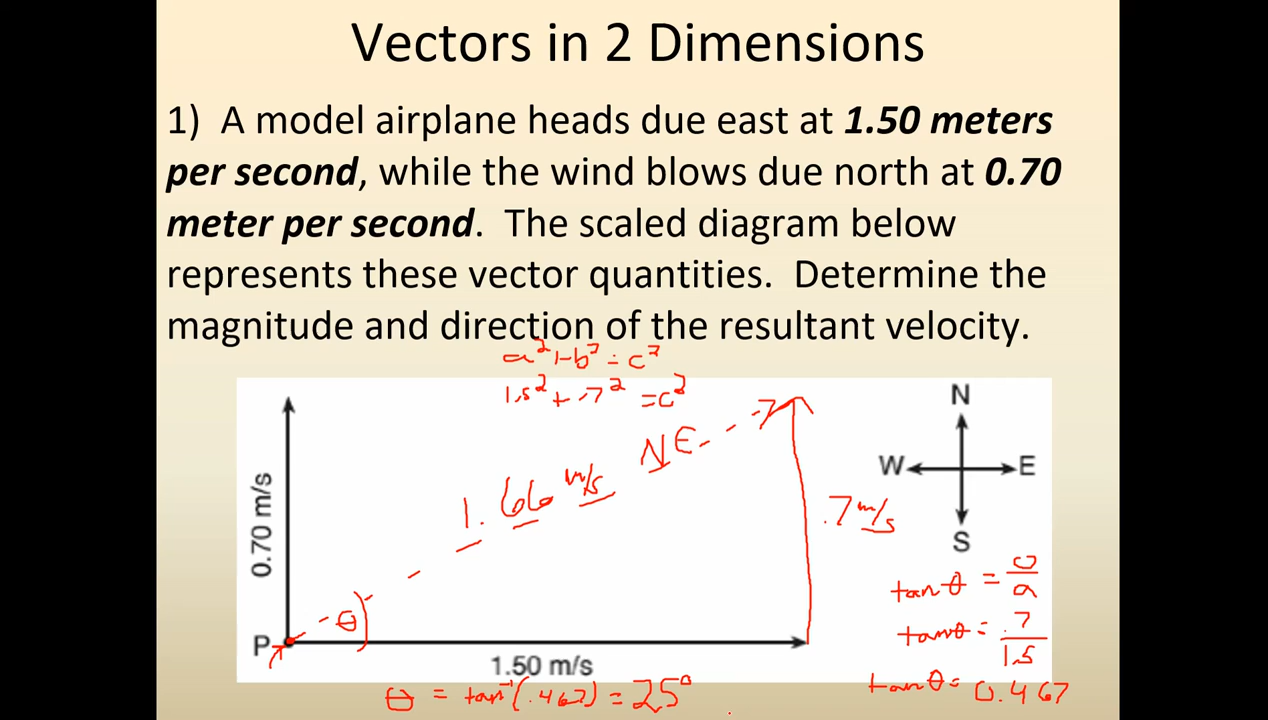 Vectors in 2 Dimensions
1) A model airplane heads due east at 1.50 meters
per second, while the wind blows due north at 0.70
meter per second. The scaled diagram below
represents these vector quantities. Determine the
magnitude and direction of the resultant velocity.
a² + b² = c²
1.5² + .7² = c²
N
W E
S
NE
1.66 m/s
0.70 m/s
.7 m/s
θ
P
1.50 m/s
tanθ = o/a
tanθ = .7/1.5
tanθ = 0.467
θ = tan⁻¹(.467) = 25°